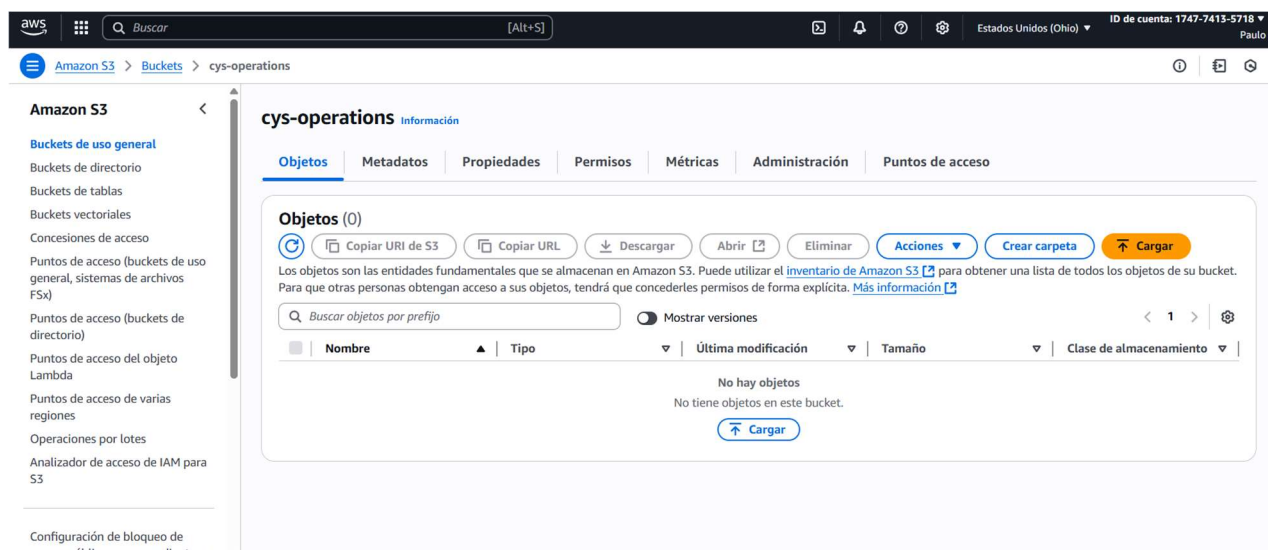 aws
Buscar [Alt+S]
Estados Unidos (Ohio) ▼
ID de cuenta: 1747-7413-5718 ▼
Paulo
Amazon S3 > Buckets > cys-operations
Amazon S3
Buckets de uso general
Buckets de directorio
Buckets de tablas
Buckets vectoriales
Concesiones de acceso
Puntos de acceso (buckets de uso
general, sistemas de archivos
FSx)
Puntos de acceso (buckets de
directorio)
Puntos de acceso del objeto
Lambda
Puntos de acceso de varias
regiones
Operaciones por lotes
Analizador de acceso de IAM para
S3
Configuración de bloqueo de
cys-operations Información
Objetos Metadatos Propiedades Permisos Métricas Administración Puntos de acceso
Objetos (0)
Copiar URI de S3 Copiar URL Descargar Abrir Eliminar Acciones ▼ Crear carpeta Cargar
Los objetos son las entidades fundamentales que se almacenan en Amazon S3. Puede utilizar el inventario de Amazon S3 para obtener una lista de todos los objetos de su bucket.
Para que otras personas obtengan acceso a sus objetos, tendrá que concederles permisos de forma explícita. Más información
Buscar objetos por prefijo Mostrar versiones < 1 >
Nombre Tipo Última modificación Tamaño Clase de almacenamiento
No hay objetos
No tiene objetos en este bucket.
Cargar